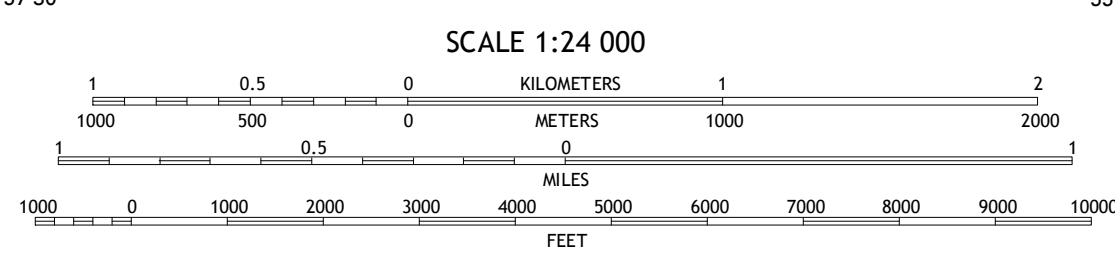 SCALE 1:24 000
1 0.5 0 KILOMETERS 1 2
1000 500 0 METERS 1000 2000
1 0.5 0 1
MILES
1000 0 1000 2000 3000 4000 5000 6000 7000 8000 9000 10000
FEET